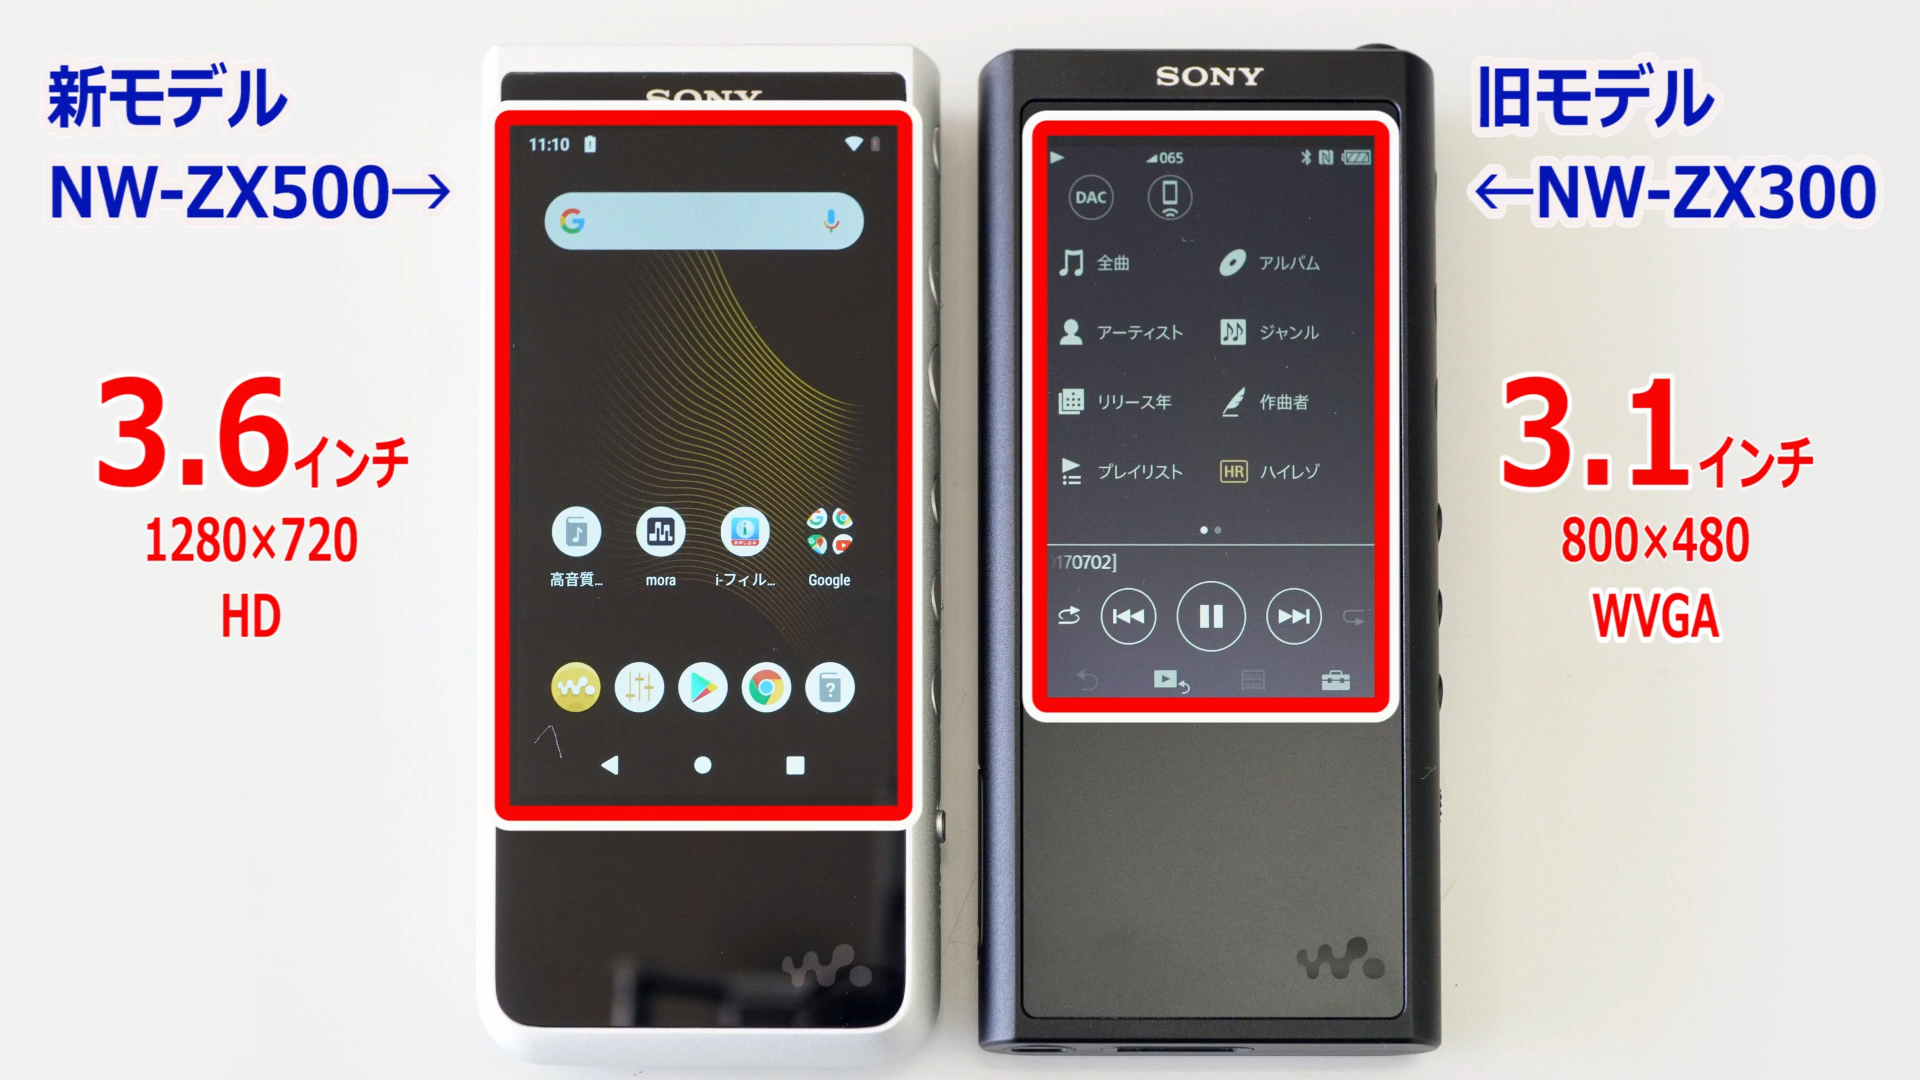 新モデル
NW-ZX500→
3.6インチ
1280×720
HD
SONY
11:10
高音質...
mora
i-フィル...
Google
SONY
065
DAC
全曲
アルバム
アーティスト
ジャンル
リリース年
作曲者
プレイリスト
HR ハイレゾ
170702]
旧モデル
←NW-ZX300
3.1インチ
800×480
WVGA